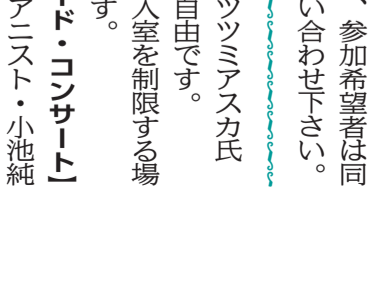 、参加希望者は同
い合わせ下さい。
ツツミアスカ氏
自由です。
入室を制限する場
す。
ード・コンサート】
アニスト・小池純